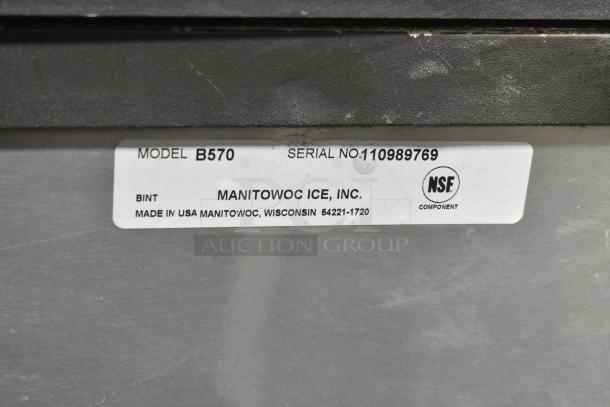 MODEL B570 SERIAL NO.110989769
BINT MANITOWOC ICE, INC.
MADE IN USA MANITOWOC, WISCONSIN 54221-1720
NSF
COMPONENT
PCI
AUCTION GROUP